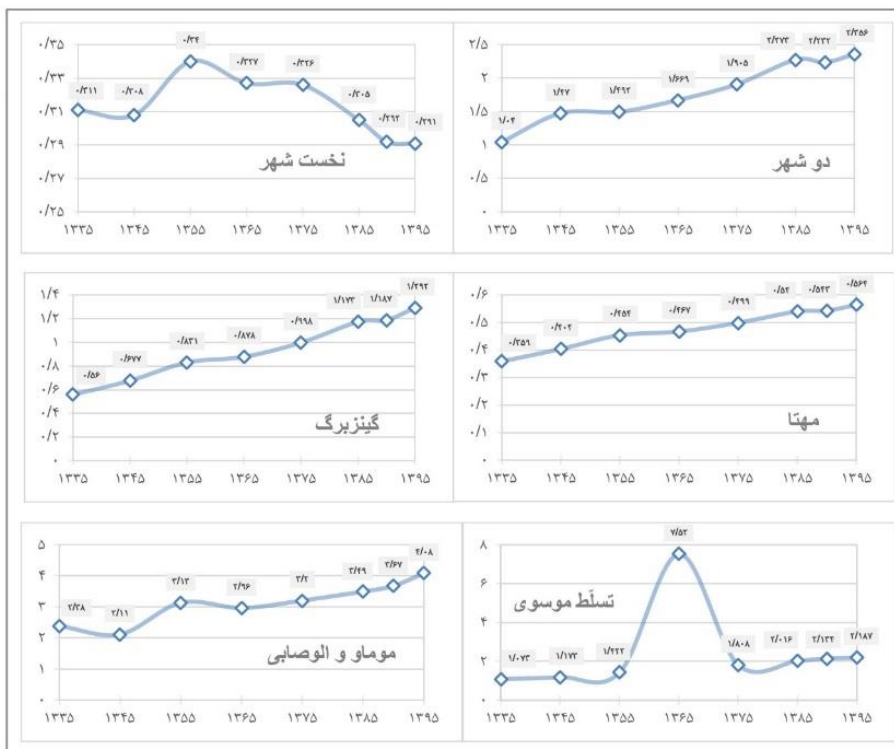 ۰/۳۵
۰/۳۳
۰/۳۱
۰/۲۹
۰/۲۷
۰/۲۵
۰/۳۱۱ ۰/۳۰۸ ۰/۳۴ ۰/۳۲۷ ۰/۳۲۶ ۰/۳۰۵ ۰/۲۹۲ ۰/۲۹۱
نخست شهر
۱۳۳۵ ۱۳۴۵ ۱۳۵۵ ۱۳۶۵ ۱۳۷۵ ۱۳۸۵ ۱۳۹۵
۲/۵
۲
۱/۵
۱
۰/۵
۰
۱/۰۴ ۱/۴۷ ۱/۴۹۲ ۱/۶۶۹ ۱/۹۰۵ ۲/۲۷۳ ۲/۲۳۲ ۲/۳۵۶
دو شهر
۱۳۳۵ ۱۳۴۵ ۱۳۵۵ ۱۳۶۵ ۱۳۷۵ ۱۳۸۵ ۱۳۹۵
۱/۴
۱/۲
۱
۰/۸
۰/۶
۰/۴
۰/۲
۰
۰/۵۶ ۰/۶۷۷ ۰/۸۳۱ ۰/۸۷۸ ۰/۹۹۸ ۱/۱۷۳ ۱/۱۸۷ ۱/۲۹۲
گینزبرگ
۱۳۳۵ ۱۳۴۵ ۱۳۵۵ ۱۳۶۵ ۱۳۷۵ ۱۳۸۵ ۱۳۹۵
۰/۶
۰/۵
۰/۴
۰/۳
۰/۲
۰/۱
۰
۰/۳۵۹ ۰/۴۰۴ ۰/۴۵۴ ۰/۴۶۷ ۰/۴۹۹ ۰/۵۴ ۰/۵۴۳ ۰/۵۶۴
مهتا
۱۳۳۵ ۱۳۴۵ ۱۳۵۵ ۱۳۶۵ ۱۳۷۵ ۱۳۸۵ ۱۳۹۵
۵
۴
۳
۲
۱
۰
۲/۳۸ ۲/۱۱ ۳/۱۳ ۲/۹۶ ۳/۲ ۳/۴۹ ۳/۶۷ ۴/۰۸
موماو و الوصابی
۱۳۳۵ ۱۳۴۵ ۱۳۵۵ ۱۳۶۵ ۱۳۷۵ ۱۳۸۵ ۱۳۹۵
۸
۶
۴
۲
۰
۱/۰۷۳ ۱/۱۷۳ ۱/۴۲۲ ۷/۵۲ ۱/۸۰۸ ۲/۰۱۶ ۲/۱۳۴ ۲/۱۸۷
تسلّط موسوی
۱۳۳۵ ۱۳۴۵ ۱۳۵۵ ۱۳۶۵ ۱۳۷۵ ۱۳۸۵ ۱۳۹۵